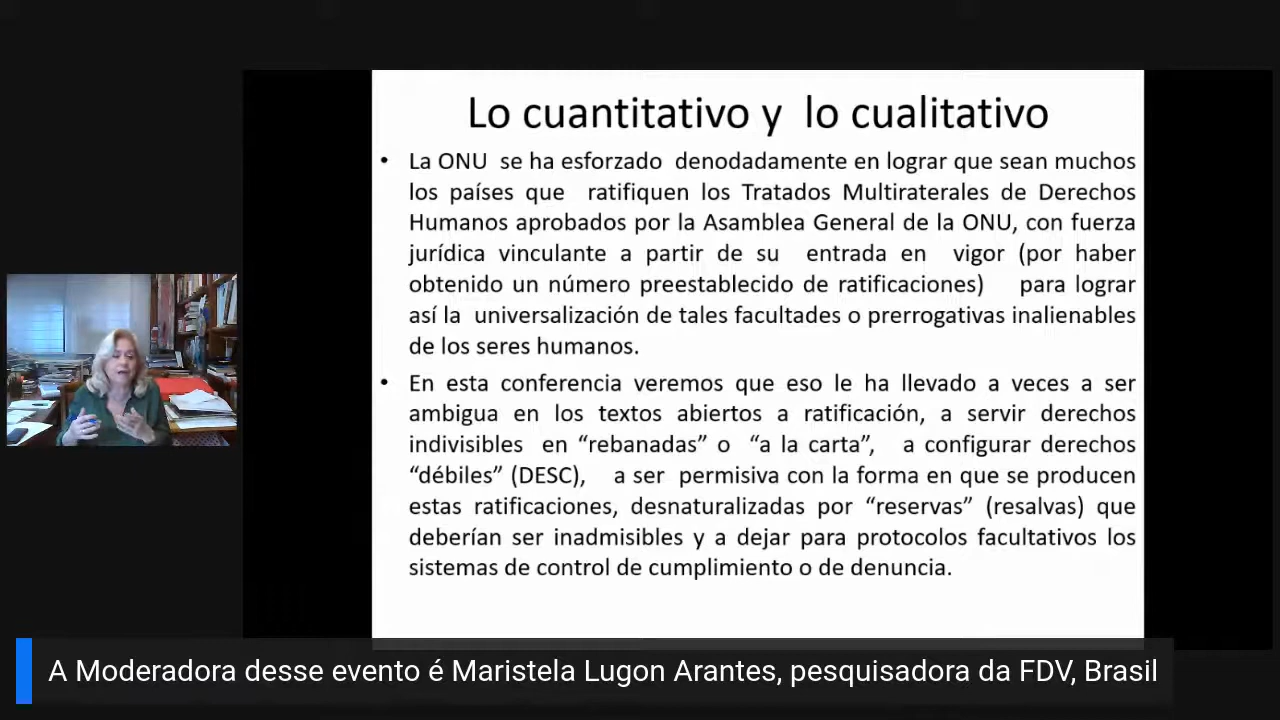 Lo cuantitativo y lo cualitativo
• La ONU se ha esforzado denodadamente en lograr que sean muchos
los países que ratifiquen los Tratados Multiraterales de Derechos
Humanos aprobados por la Asamblea General de la ONU, con fuerza
jurídica vinculante a partir de su entrada en vigor (por haber
obtenido un número preestablecido de ratificaciones) para lograr
así la universalización de tales facultades o prerrogativas inalienables
de los seres humanos.
• En esta conferencia veremos que eso le ha llevado a veces a ser
ambigua en los textos abiertos a ratificación, a servir derechos
indivisibles en “rebanadas” o “a la carta”, a configurar derechos
“débiles” (DESC), a ser permisiva con la forma en que se producen
estas ratificaciones, desnaturalizadas por “reservas” (resalvas) que
deberían ser inadmisibles y a dejar para protocolos facultativos los
sistemas de control de cumplimiento o de denuncia.
A Moderadora desse evento é Maristela Lugon Arantes, pesquisadora da FDV, Brasil